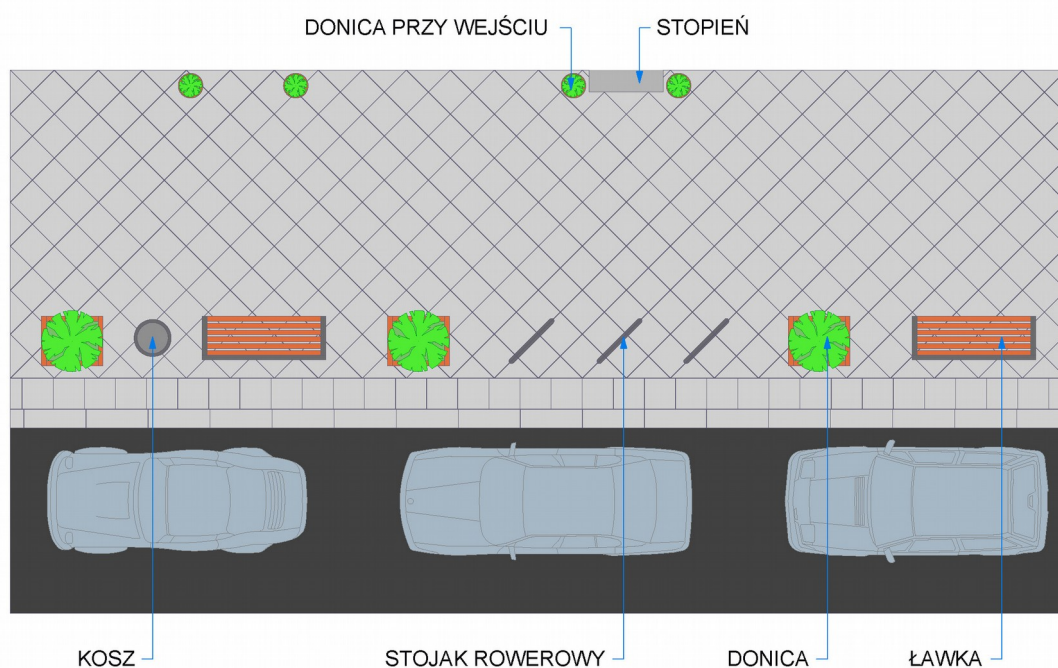 DONICA PRZY WEJŚCIU
STOPIEŃ
KOSZ
STOJAK ROWEROWY
DONICA
ŁAWKA